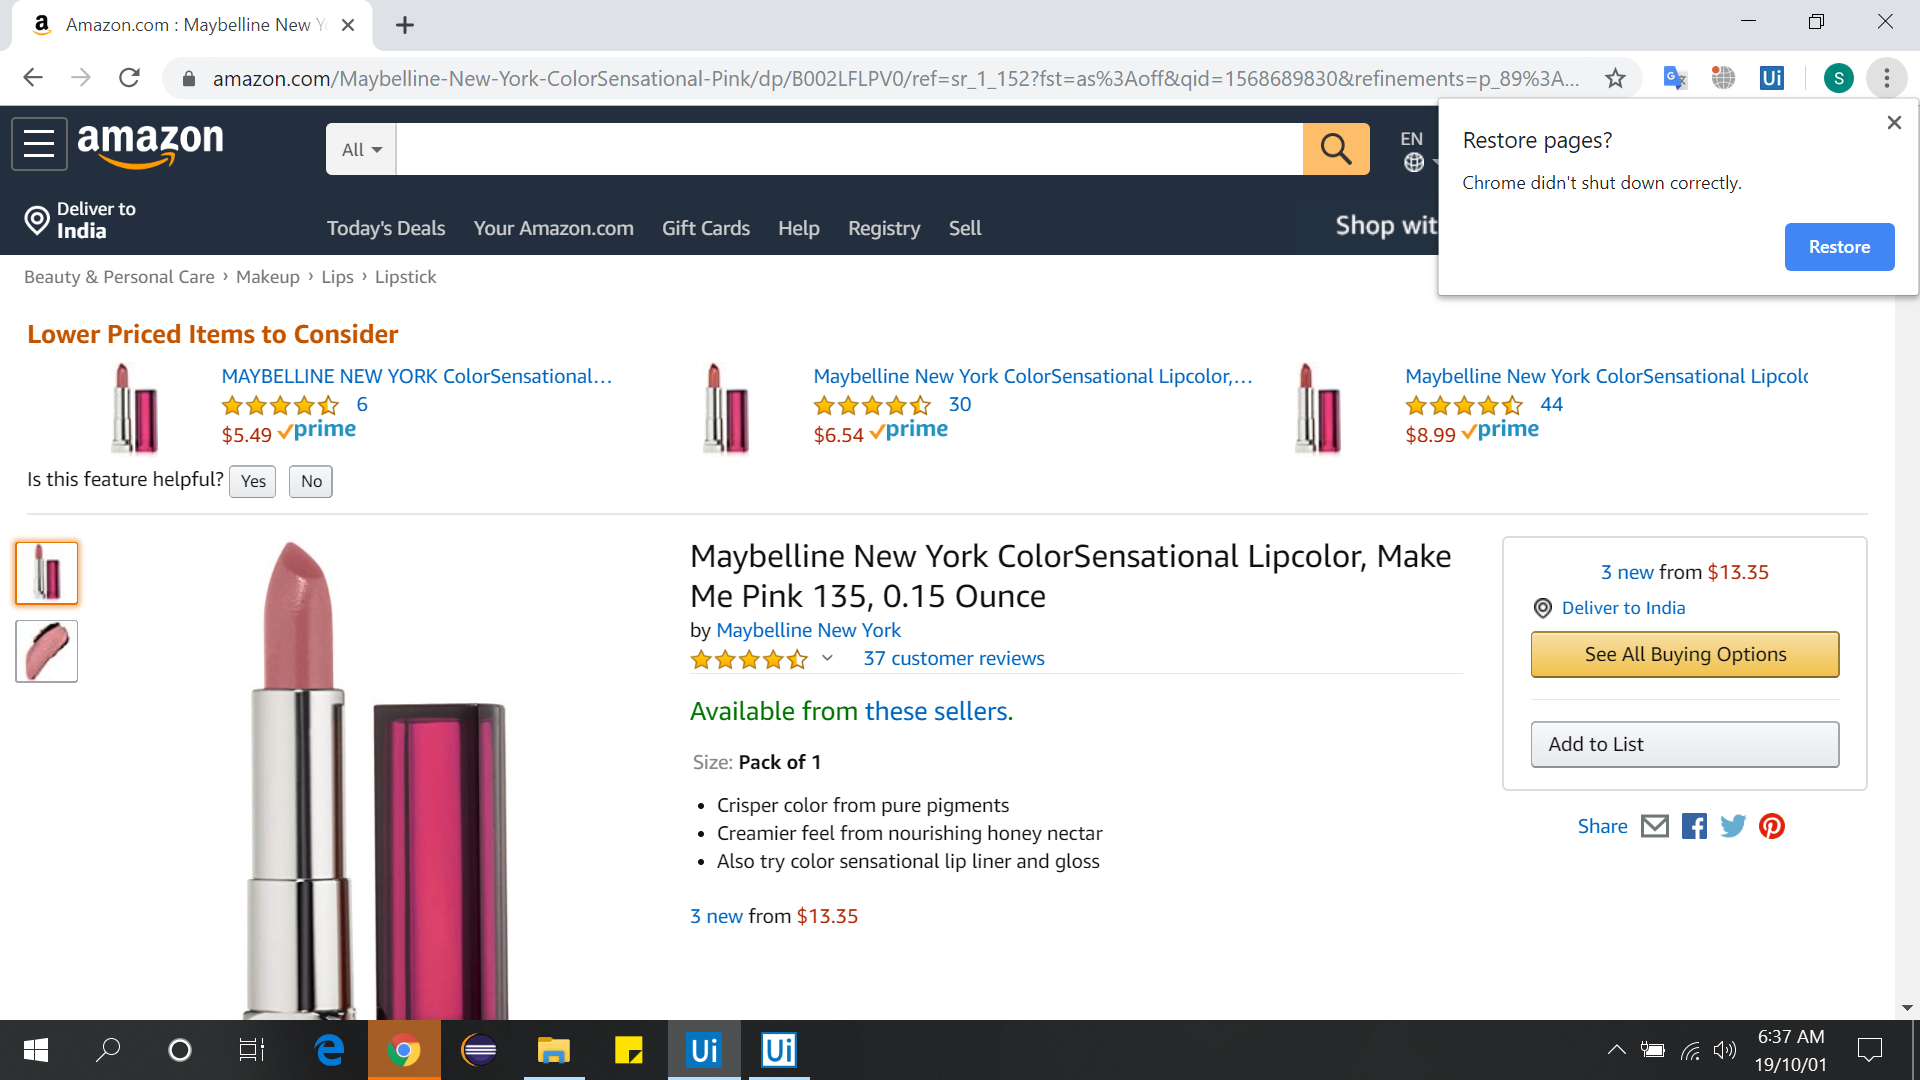 Amazon.com : Maybelline New Y
amazon.com/Maybelline-New-York-ColorSensational-Pink/dp/B002LFLPV0/ref=sr_1_152?fst=as%3Aoff&qid=1568689830&refinements=p_89%3A...
Ui
S
Restore pages?
Chrome didn't shut down correctly.
Restore
amazon
All
EN
Deliver to
India
Today's Deals
Your Amazon.com
Gift Cards
Help
Registry
Sell
Shop wit
Beauty & Personal Care › Makeup › Lips › Lipstick
Lower Priced Items to Consider
MAYBELLINE NEW YORK ColorSensational...
6
$5.49 prime
Maybelline New York ColorSensational Lipcolor,...
30
$6.54 prime
Maybelline New York ColorSensational Lipcolo
44
$8.99 prime
Is this feature helpful? Yes No
Maybelline New York ColorSensational Lipcolor, Make
Me Pink 135, 0.15 Ounce
by Maybelline New York
37 customer reviews
Available from these sellers.
Size: Pack of 1
• Crisper color from pure pigments
• Creamier feel from nourishing honey nectar
• Also try color sensational lip liner and gloss
3 new from $13.35
3 new from $13.35
Deliver to India
See All Buying Options
Add to List
Share
Ui
Ui
6:37 AM
19/10/01